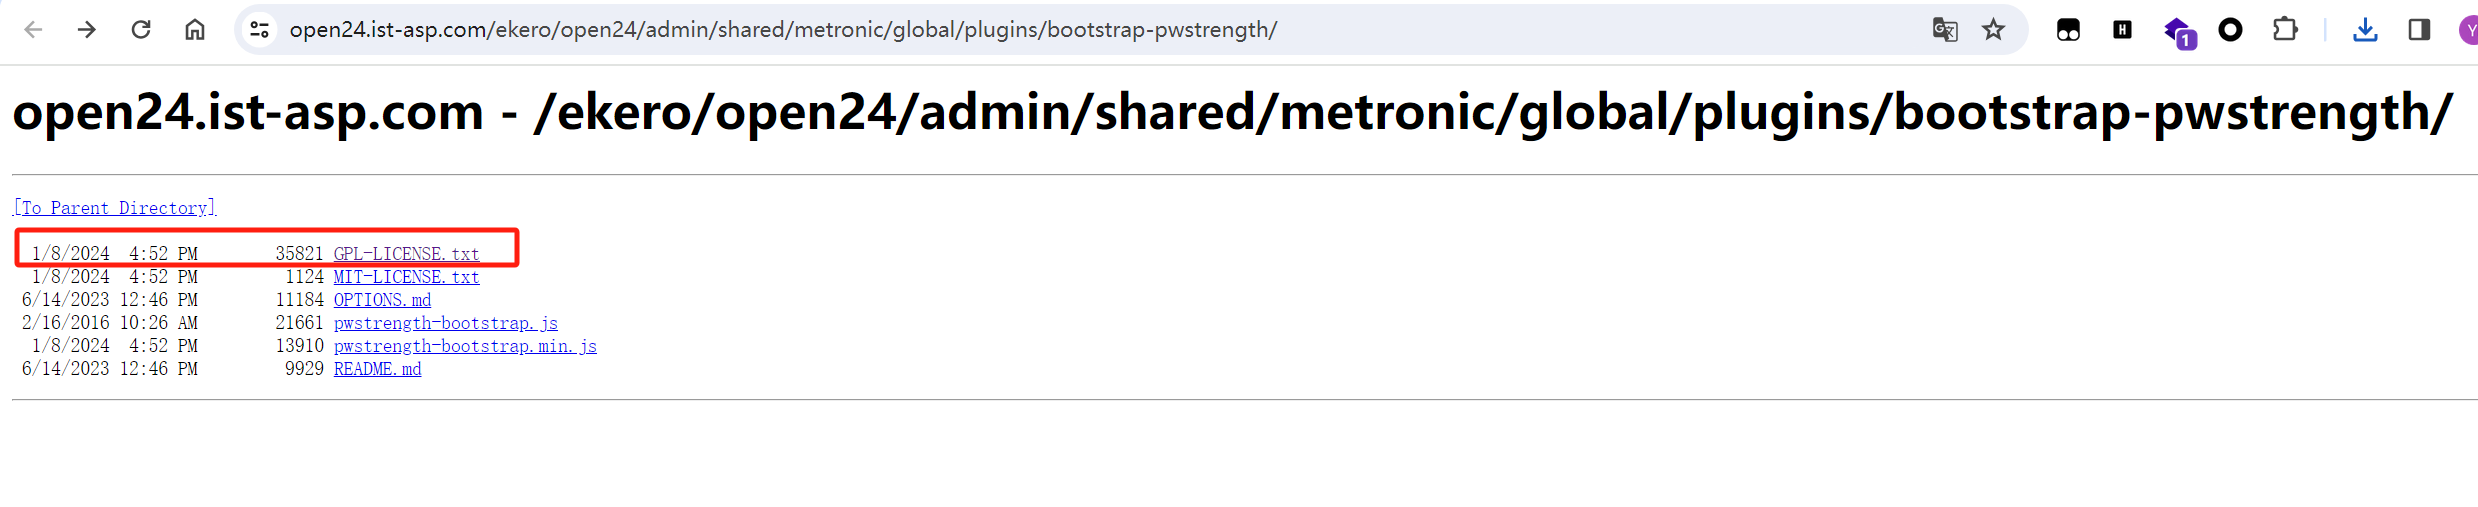 open24.ist-asp.com/ekero/open24/admin/shared/metronic/global/plugins/bootstrap-pwstrength/
H
1
Y
open24.ist-asp.com - /ekero/open24/admin/shared/metronic/global/plugins/bootstrap-pwstrength/
[To Parent Directory]
1/8/2024 4:52 PM 35821 GPL-LICENSE.txt
1/8/2024 4:52 PM 1124 MIT-LICENSE.txt
6/14/2023 12:46 PM 11184 OPTIONS.md
2/16/2016 10:26 AM 21661 pwstrength-bootstrap.js
1/8/2024 4:52 PM 13910 pwstrength-bootstrap.min.js
6/14/2023 12:46 PM 9929 README.md